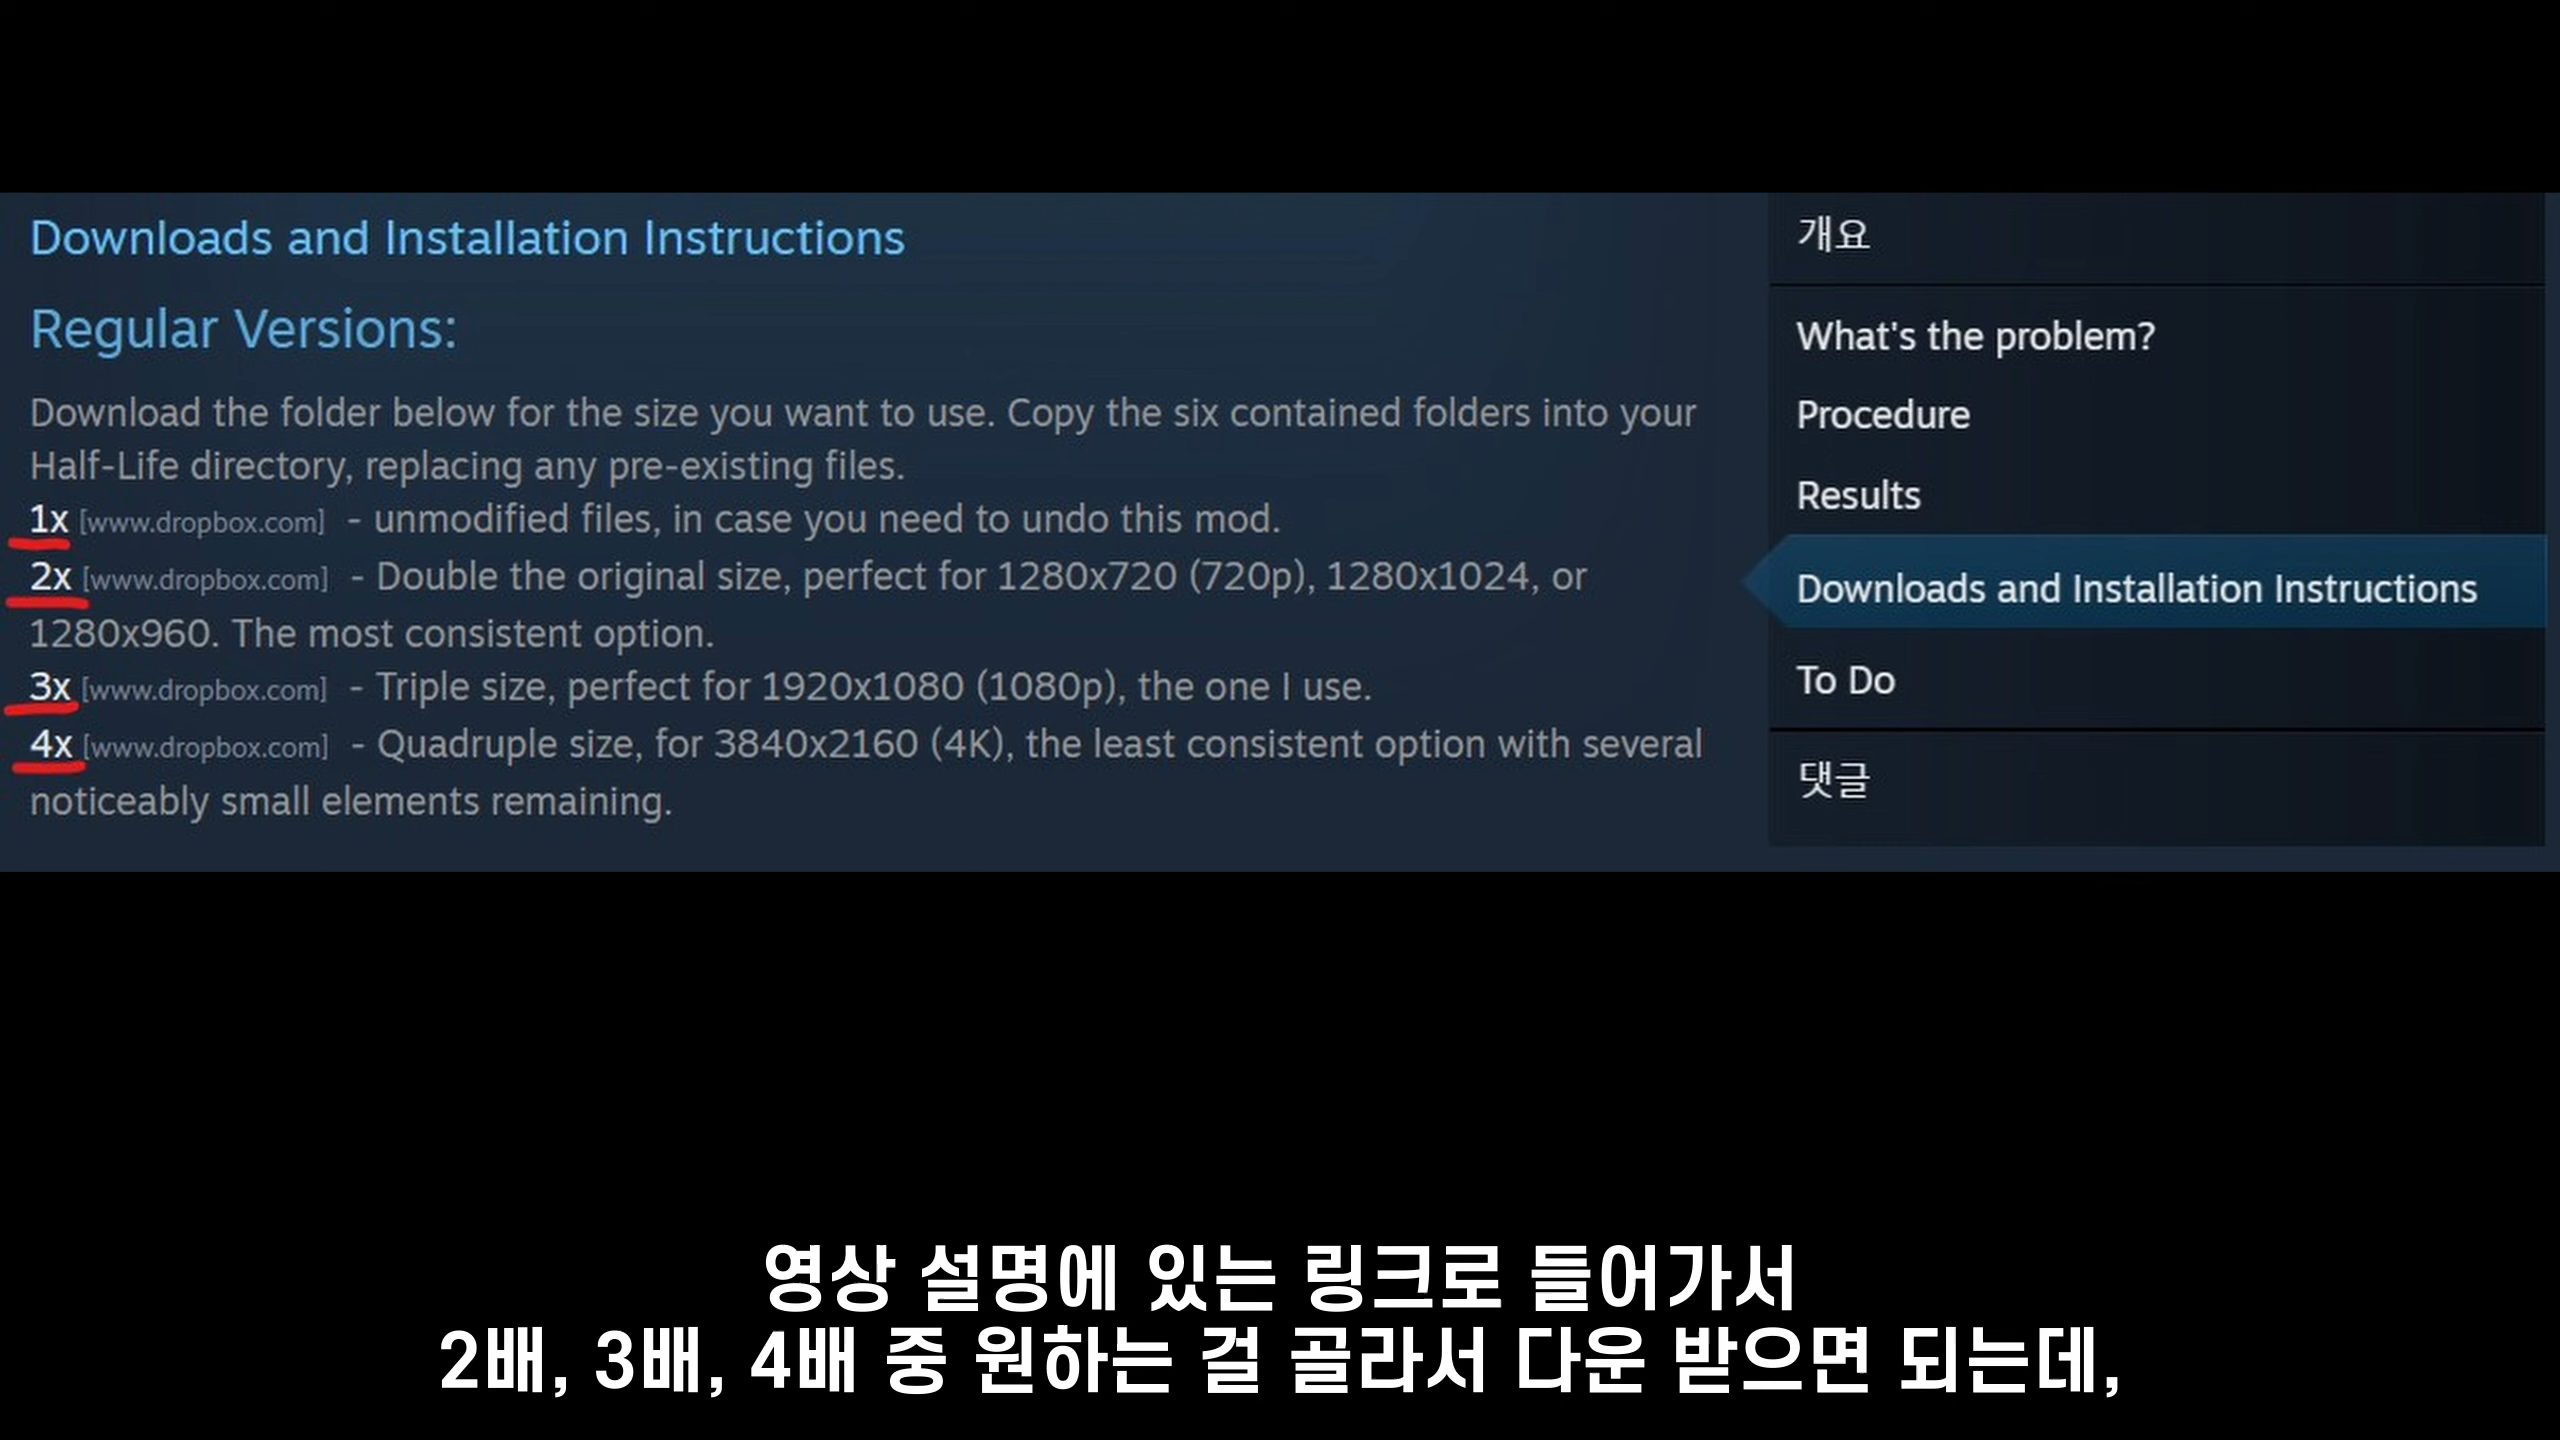 Downloads and Installation Instructions
Regular Versions:
Download the folder below for the size you want to use. Copy the six contained folders into your
Half-Life directory, replacing any pre-existing files.
1x [www.dropbox.com] - unmodified files, in case you need to undo this mod.
2x [www.dropbox.com] - Double the original size, perfect for 1280x720 (720p), 1280x1024, or
1280x960. The most consistent option.
3x [www.dropbox.com] - Triple size, perfect for 1920x1080 (1080p), the one I use.
4x [www.dropbox.com] - Quadruple size, for 3840x2160 (4K), the least consistent option with several
noticeably small elements remaining.
개요
What's the problem?
Procedure
Results
Downloads and Installation Instructions
To Do
댓글
영상 설명에 있는 링크로 들어가서
2배, 3배, 4배 중 원하는 걸 골라서 다운 받으면 되는데,